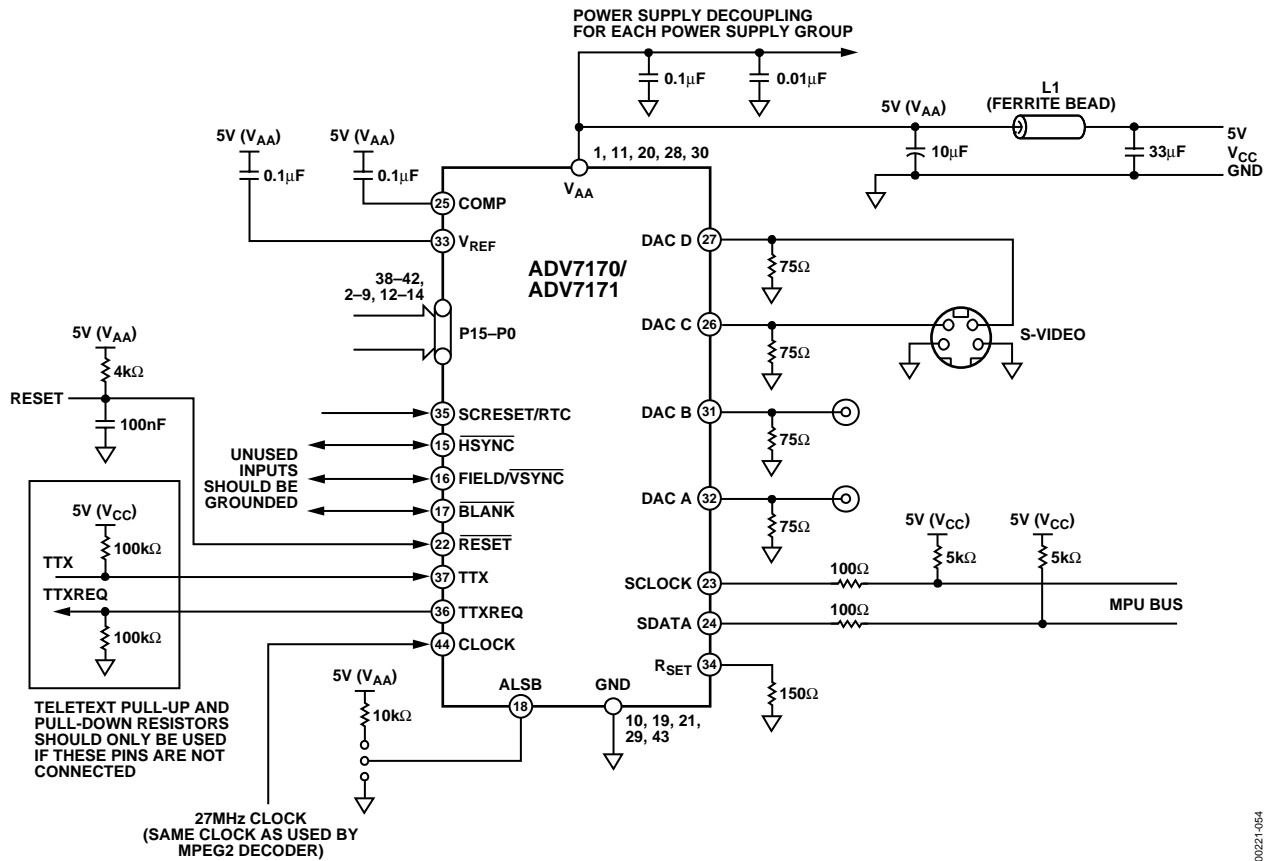 POWER SUPPLY DECOUPLING
FOR EACH POWER SUPPLY GROUP
0.1µF
0.01µF
L1
(FERRITE BEAD)
5V (VAA)
5V (VAA)
5V (VAA)
10µF
33µF
5V
VCC
GND
0.1µF
0.1µF
1, 11, 20, 28, 30
VAA
25 COMP
33 VREF
ADV7170/
ADV7171
38–42,
2–9, 12–14
P15–P0
DAC D 27
75Ω
DAC C 26
75Ω
S-VIDEO
5V (VAA)
4kΩ
RESET
100nF
35 SCRESET/RTC
15 HSYNC
16 FIELD/VSYNC
17 BLANK
22 RESET
UNUSED
INPUTS
SHOULD BE
GROUNDED
DAC B 31
75Ω
DAC A 32
75Ω
5V (VCC)
100kΩ
TTX
37 TTX
TTXREQ
36 TTXREQ
100kΩ
44 CLOCK
5V (VCC)
5V (VCC)
5kΩ
5kΩ
SCLOCK 23
100Ω
SDATA 24
100Ω
MPU BUS
RSET 34
150Ω
5V (VAA)
10kΩ
ALSB
18
GND
10, 19, 21,
29, 43
TELETEXT PULL-UP AND
PULL-DOWN RESISTORS
SHOULD ONLY BE USED
IF THESE PINS ARE NOT
CONNECTED
27MHz CLOCK
(SAME CLOCK AS USED BY
MPEG2 DECODER)
00221-054